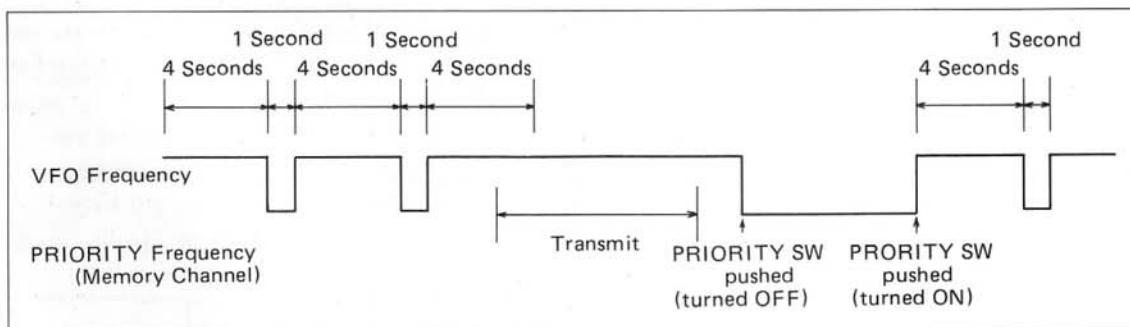 1 Second 1 Second 1 Second
4 Seconds 4 Seconds 4 Seconds 4 Seconds
VFO Frequency
Transmit
PRIORITY Frequency
(Memory Channel)
PRIORITY SW
pushed
(turned OFF)
PRORITY SW
pushed
(turned ON)